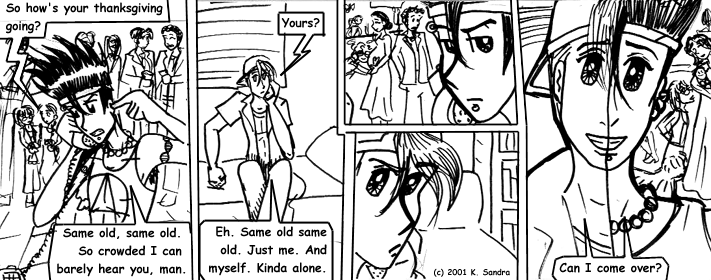 So how's your thanksgiving
going?
Same old, same old.
So crowded I can
barely hear you, man.
Yours?
Eh. Same old same
old. Just me. And
myself. Kinda alone.
(c) 2001 K. Sandra
Can I come over?